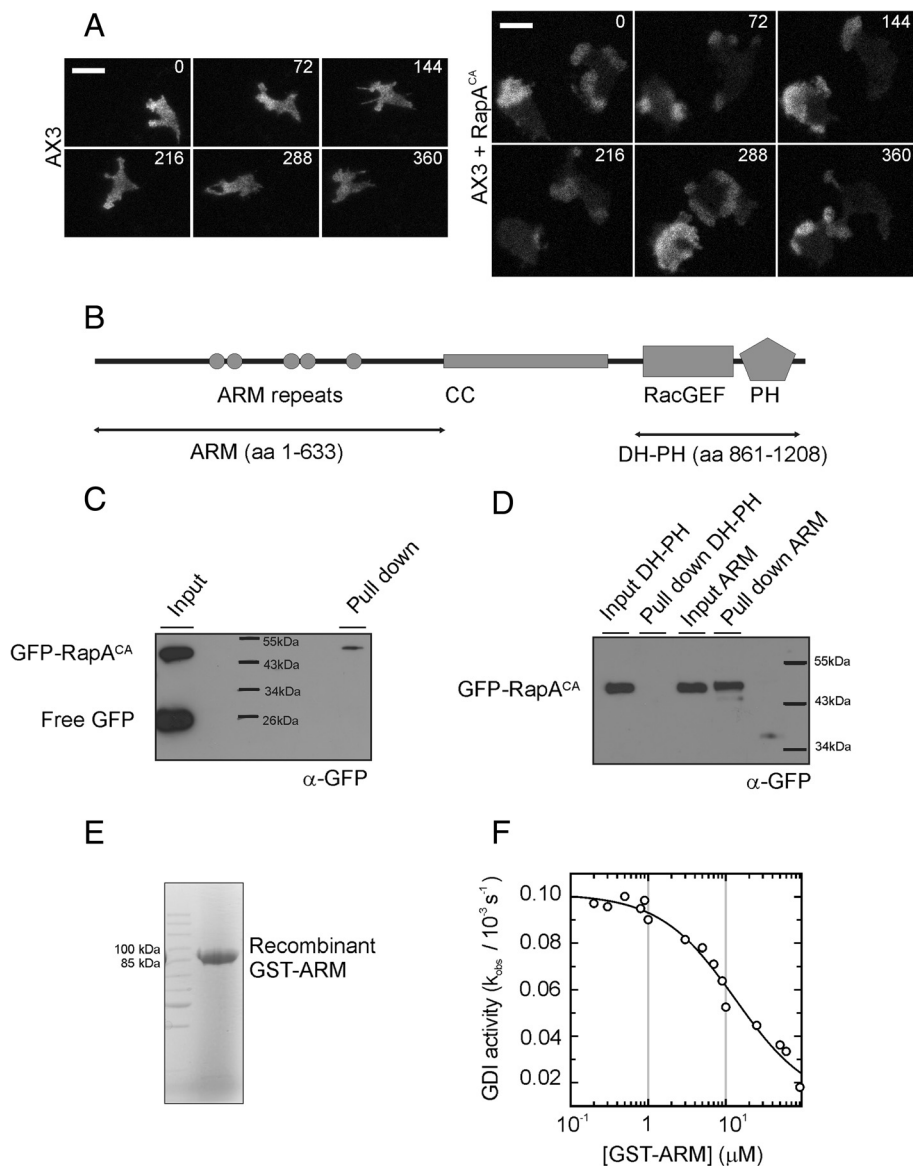 A
AX3
0
72
144
216
288
360
AX3 + RapA^CA
0
72
144
216
288
360
B
ARM repeats
CC
RacGEF
PH
ARM (aa 1-633)
DH-PH (aa 861-1208)
C
Input
Pull down
GFP-RapA^CA
Free GFP
55kDa
43kDa
34kDa
26kDa
α-GFP
D
Input DH-PH
Pull down DH-PH
Input ARM
Pull down ARM
GFP-RapA^CA
55kDa
43kDa
34kDa
α-GFP
E
100 kDa
85 kDa
Recombinant
GST-ARM
F
GDI activity (k_obs / 10^-3 s^-1)
0.10
0.08
0.06
0.04
0.02
10^-1
1
10^1
[GST-ARM] (μM)